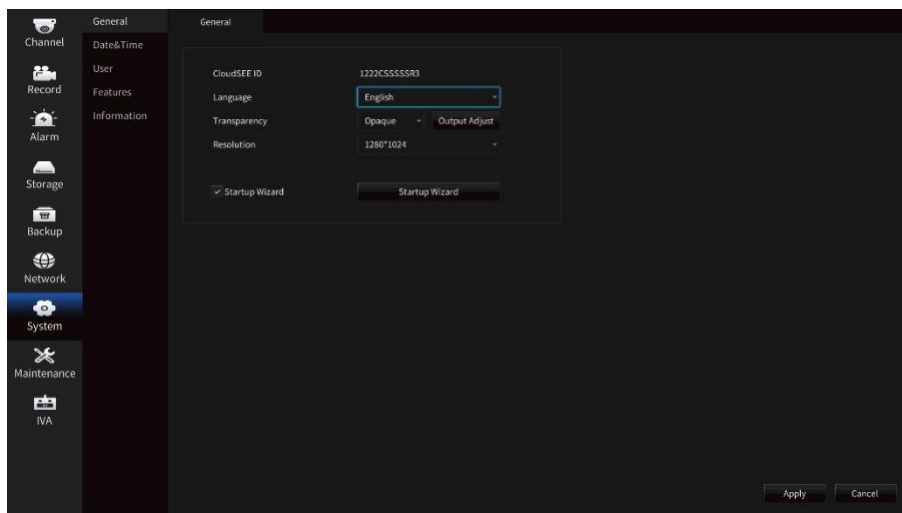 Channel
Record
Alarm
Storage
Backup
Network
System
Maintenance
IVA
General
Date&Time
User
Features
Information
General
CloudSEE ID 1222CSSSSSR3
Language English
Transparency Opaque Output Adjust
Resolution 1280*1024
Startup Wizard Startup Wizard
Apply Cancel